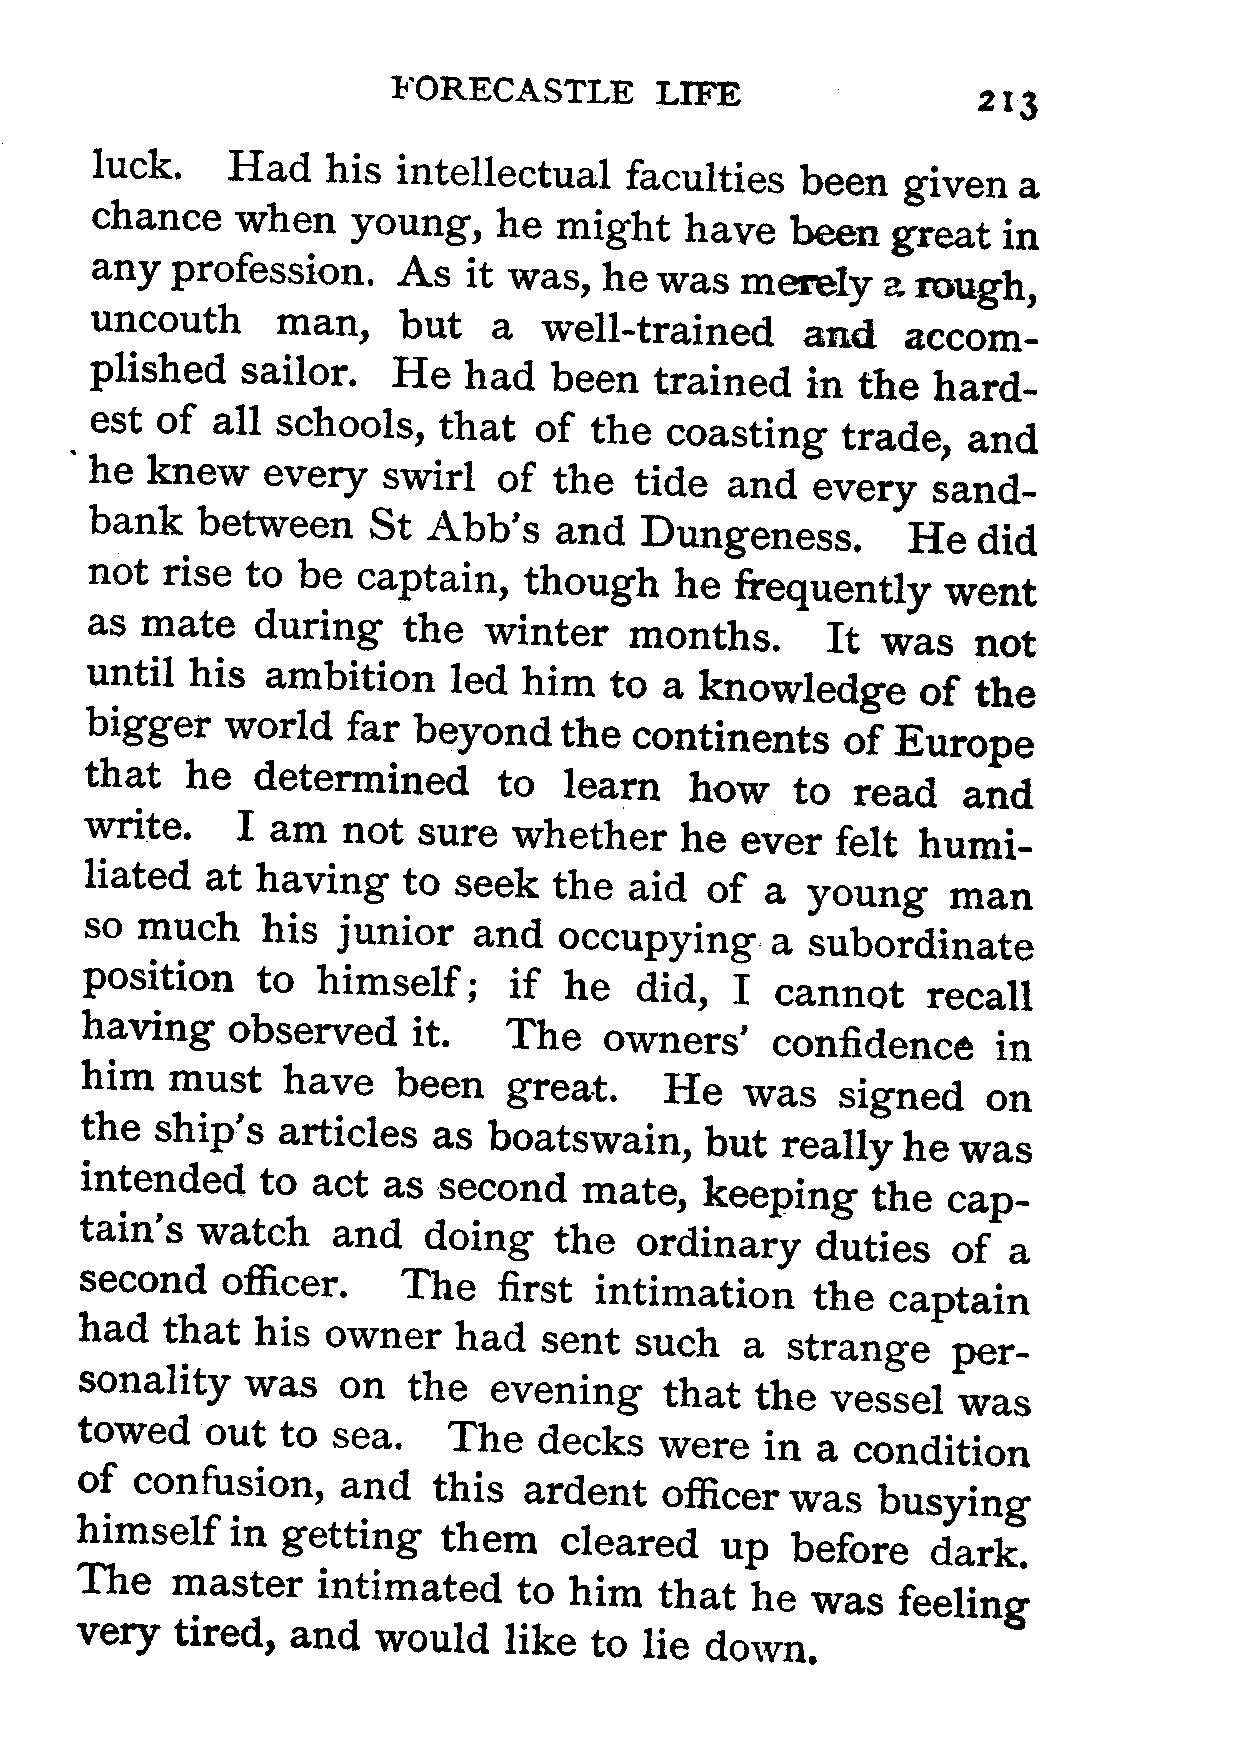 FORECASTLE LIFE 213
luck. Had his intellectual faculties been given a
chance when young, he might have been great in
any profession. As it was, he was merely a rough,
uncouth man, but a well-trained and accom-
plished sailor. He had been trained in the hard-
est of all schools, that of the coasting trade, and
he knew every swirl of the tide and every sand-
bank between St Abb's and Dungeness. He did
not rise to be captain, though he frequently went
as mate during the winter months. It was not
until his ambition led him to a knowledge of the
bigger world far beyond the continents of Europe
that he determined to learn how to read and
write. I am not sure whether he ever felt humi-
liated at having to seek the aid of a young man
so much his junior and occupying a subordinate
position to himself; if he did, I cannot recall
having observed it. The owners' confidence in
him must have been great. He was signed on
the ship's articles as boatswain, but really he was
intended to act as second mate, keeping the cap-
tain's watch and doing the ordinary duties of a
second officer. The first intimation the captain
had that his owner had sent such a strange per-
sonality was on the evening that the vessel was
towed out to sea. The decks were in a condition
of confusion, and this ardent officer was busying
himself in getting them cleared up before dark.
The master intimated to him that he was feeling
very tired, and would like to lie down.